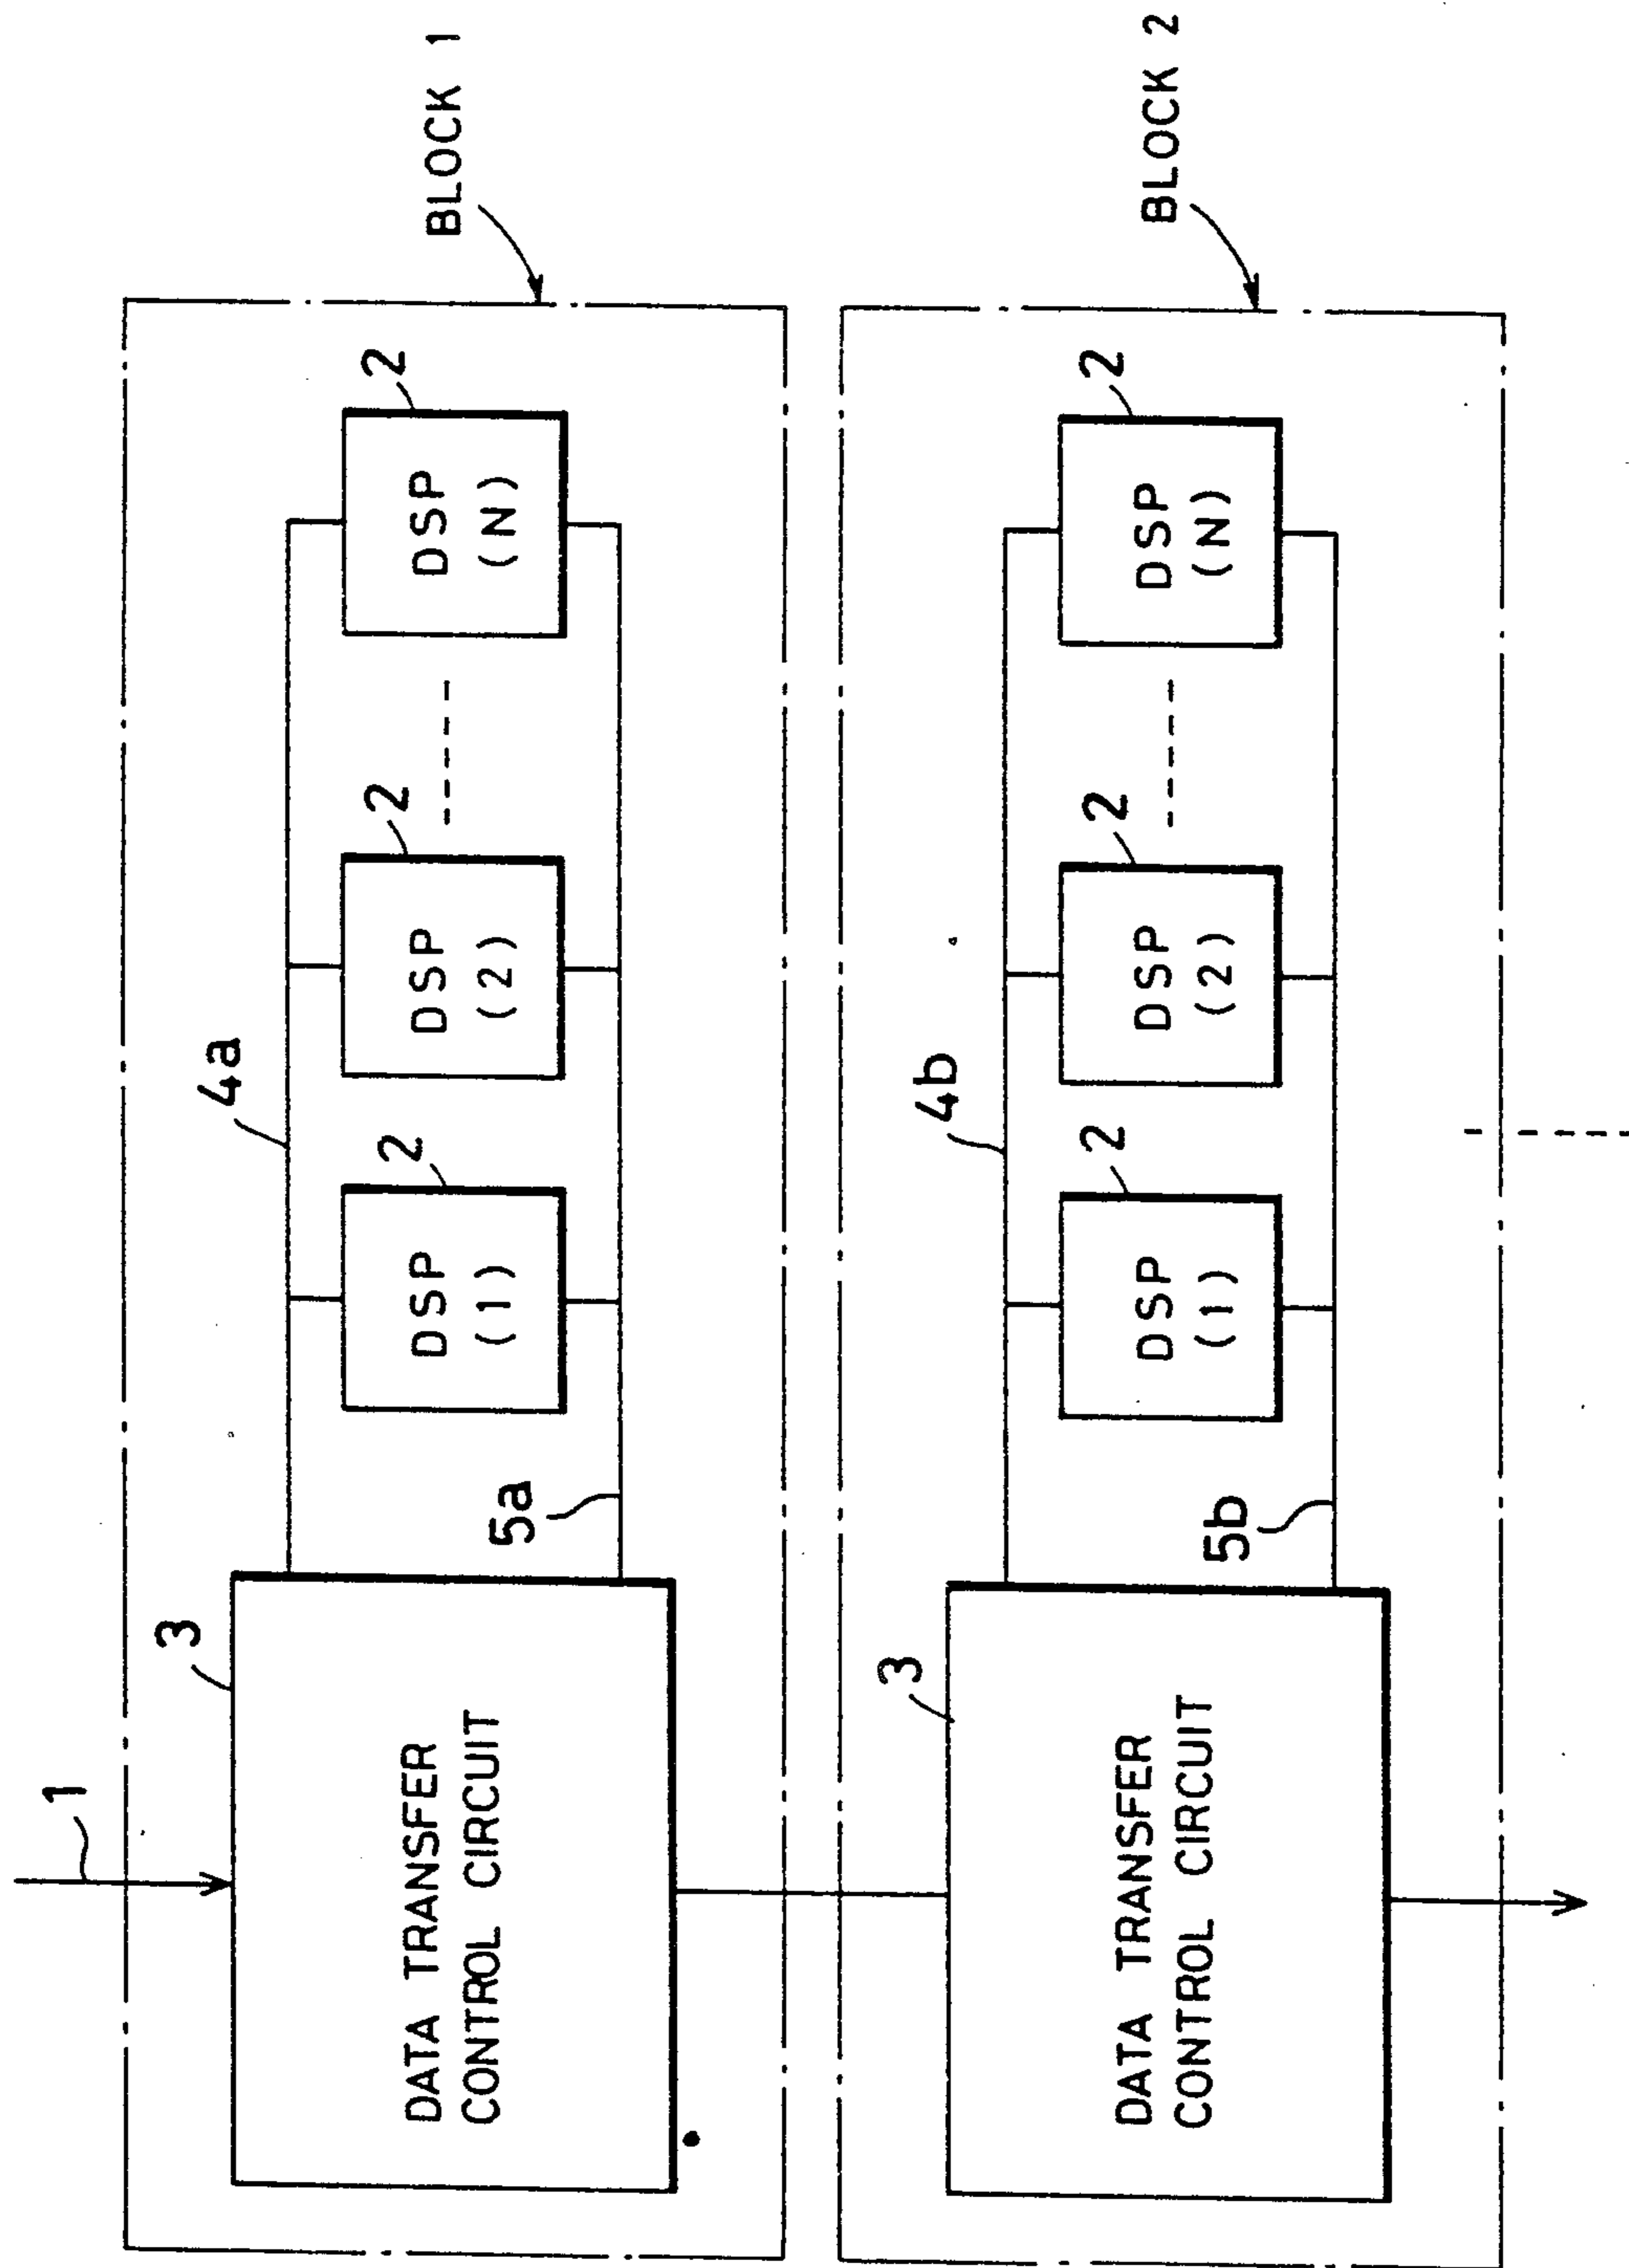 1
BLOCK 1
3
DATA TRANSFER
CONTROL CIRCUIT
4a
5a
2
DSP
(1)
2
DSP
(2)
2
DSP
(N)
BLOCK 2
3
DATA TRANSFER
CONTROL CIRCUIT
4b
5b
2
DSP
(1)
2
DSP
(2)
2
DSP
(N)